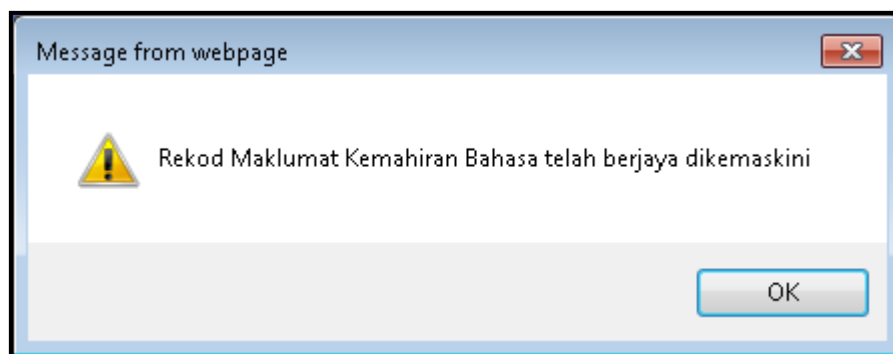 Message from webpage
Rekod Maklumat Kemahiran Bahasa telah berjaya dikemaskini
OK